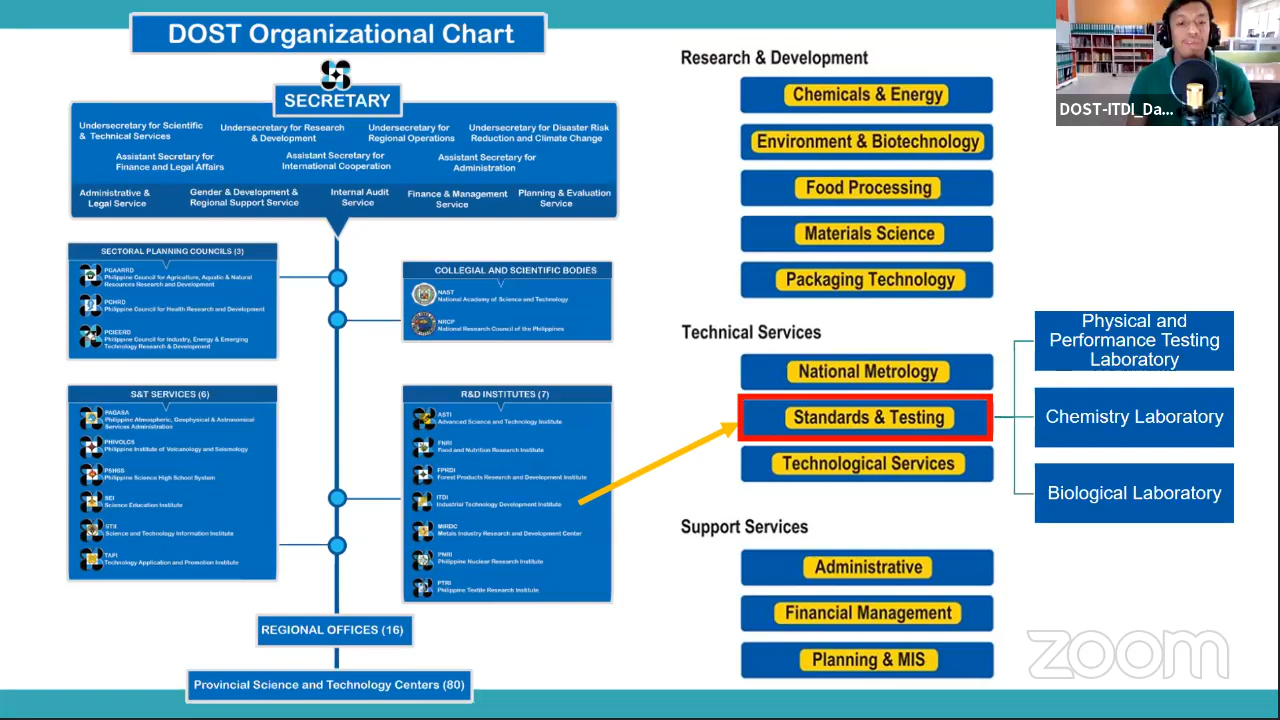 DOST Organizational Chart
SECRETARY
Undersecretary for Scientific
& Technical Services
Undersecretary for Research
& Development
Undersecretary for
Regional Operations
Undersecretary for Disaster Risk
Reduction and Climate Change
Assistant Secretary for
Finance and Legal Affairs
Assistant Secretary for
International Cooperation
Assistant Secretary for
Administration
Administrative &
Legal Service
Gender & Development &
Regional Support Service
Internal Audit
Service
Finance & Management
Service
Planning & Evaluation
Service
SECTORAL PLANNING COUNCILS (3)
PCAARRD
Philippine Council for Agriculture, Aquatic & Natural
Resources Research and Development
PCHRD
Philippine Council for Health Research and Development
PCIEERD
Philippine Council for Industry, Energy & Emerging
Technology Research & Development
COLLEGIAL AND SCIENTIFIC BODIES
NAST
National Academy of Science and Technology
NRCP
National Research Council of the Philippines
S&T SERVICES (6)
PAGASA
Philippine Atmospheric, Geophysical & Astronomical
Services Administration
PHIVOLCS
Philippine Institute of Volcanology and Seismology
PSHSS
Philippine Science High School System
SEI
Science Education Institute
STII
Science and Technology Information Institute
TAPI
Technology Application and Promotion Institute
R&D INSTITUTES (7)
ASTI
Advanced Science and Technology Institute
FNRI
Food and Nutrition Research Institute
FPRDI
Forest Products Research and Development Institute
ITDI
Industrial Technology Development Institute
MIRDC
Metals Industry Research and Development Center
PNRI
Philippine Nuclear Research Institute
PTRI
Philippine Textile Research Institute
REGIONAL OFFICES (16)
Provincial Science and Technology Centers (80)
Research & Development
Chemicals & Energy
Environment & Biotechnology
Food Processing
Materials Science
Packaging Technology
Technical Services
National Metrology
Standards & Testing
Technological Services
Support Services
Administrative
Financial Management
Planning & MIS
Physical and
Performance Testing
Laboratory
Chemistry Laboratory
Biological Laboratory
DOST-ITDI_Da...
zoom